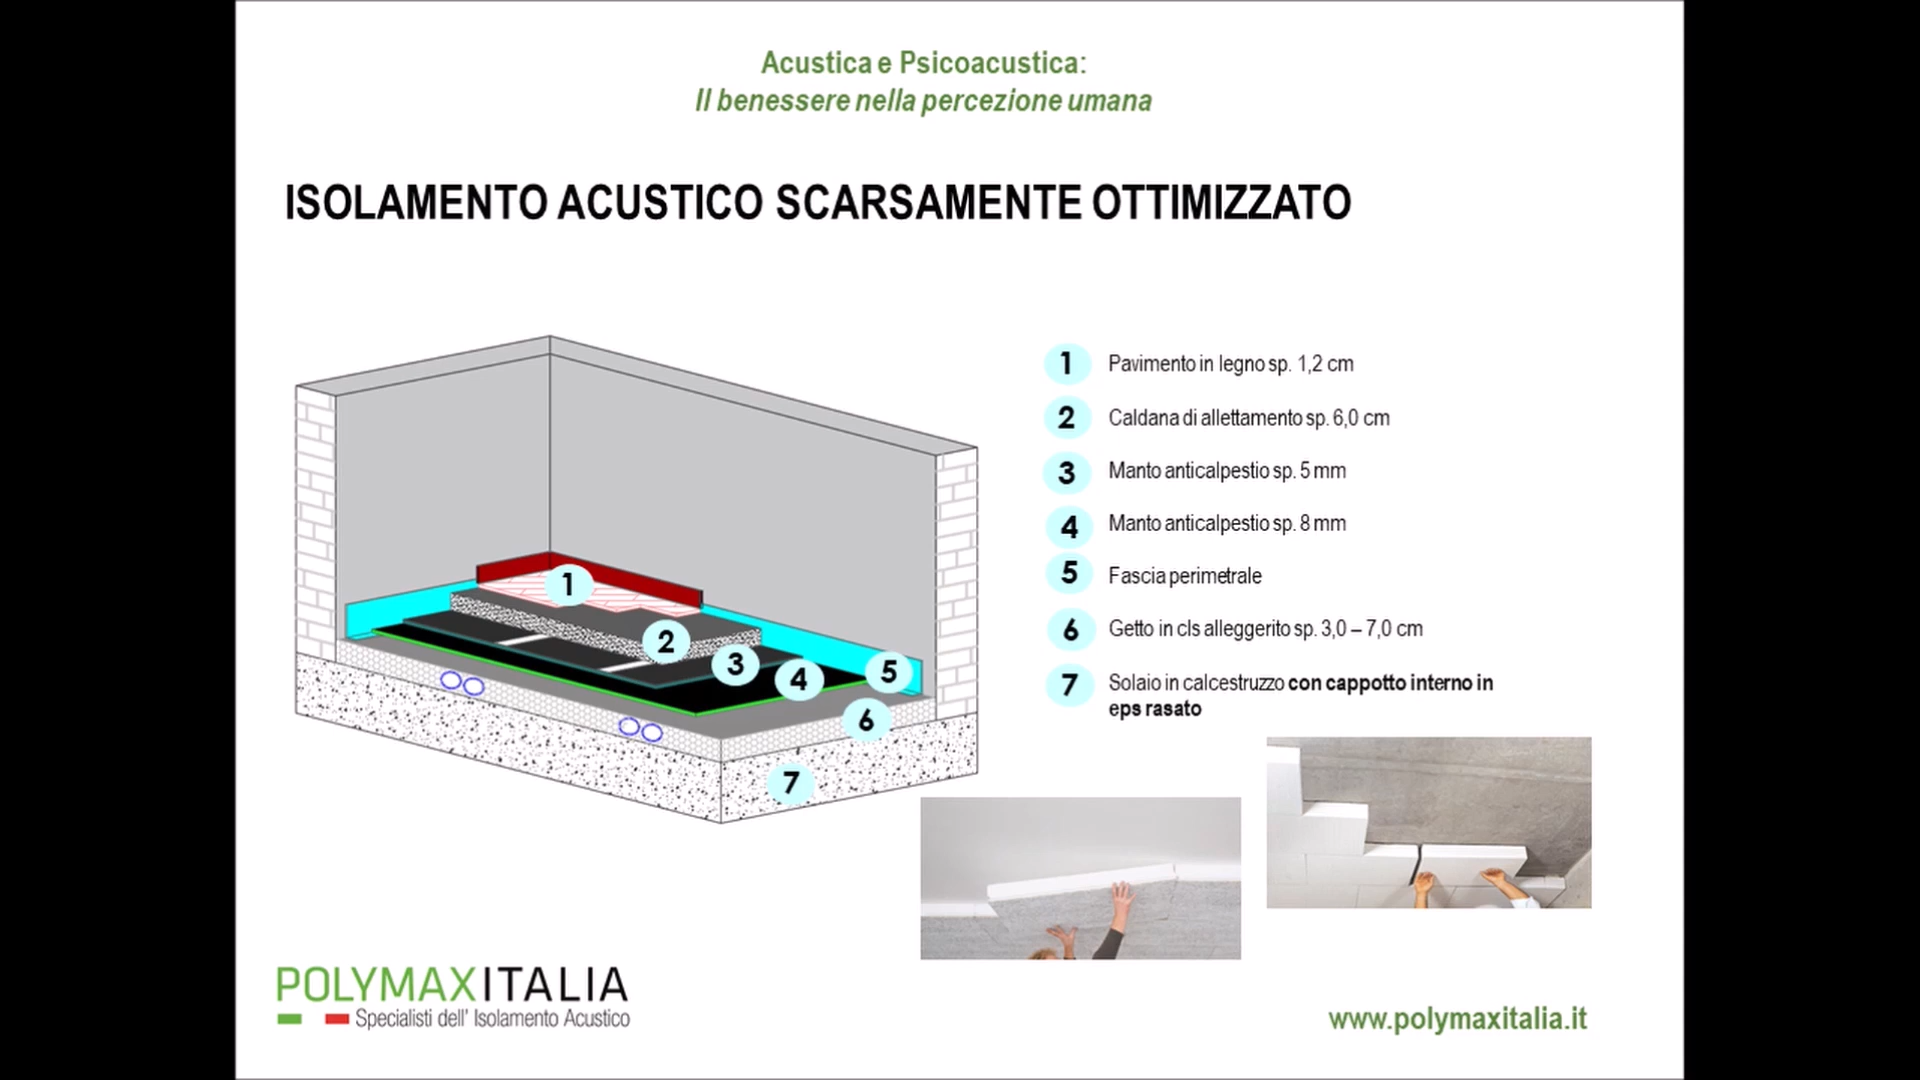 Acustica e Psicoacustica:
Il benessere nella percezione umana
ISOLAMENTO ACUSTICO SCARSAMENTE OTTIMIZZATO
1
2
3
4
5
6
7
1 Pavimento in legno sp. 1,2 cm
2 Caldana di allettamento sp. 6,0 cm
3 Manto anticalpestio sp. 5 mm
4 Manto anticalpestio sp. 8 mm
5 Fascia perimetrale
6 Getto in cls alleggerito sp. 3,0 – 7,0 cm
7 Solaio in calcestruzzo con cappotto interno in
eps rasato
POLYMAXITALIA
Specialisti dell' Isolamento Acustico
www.polymaxitalia.it